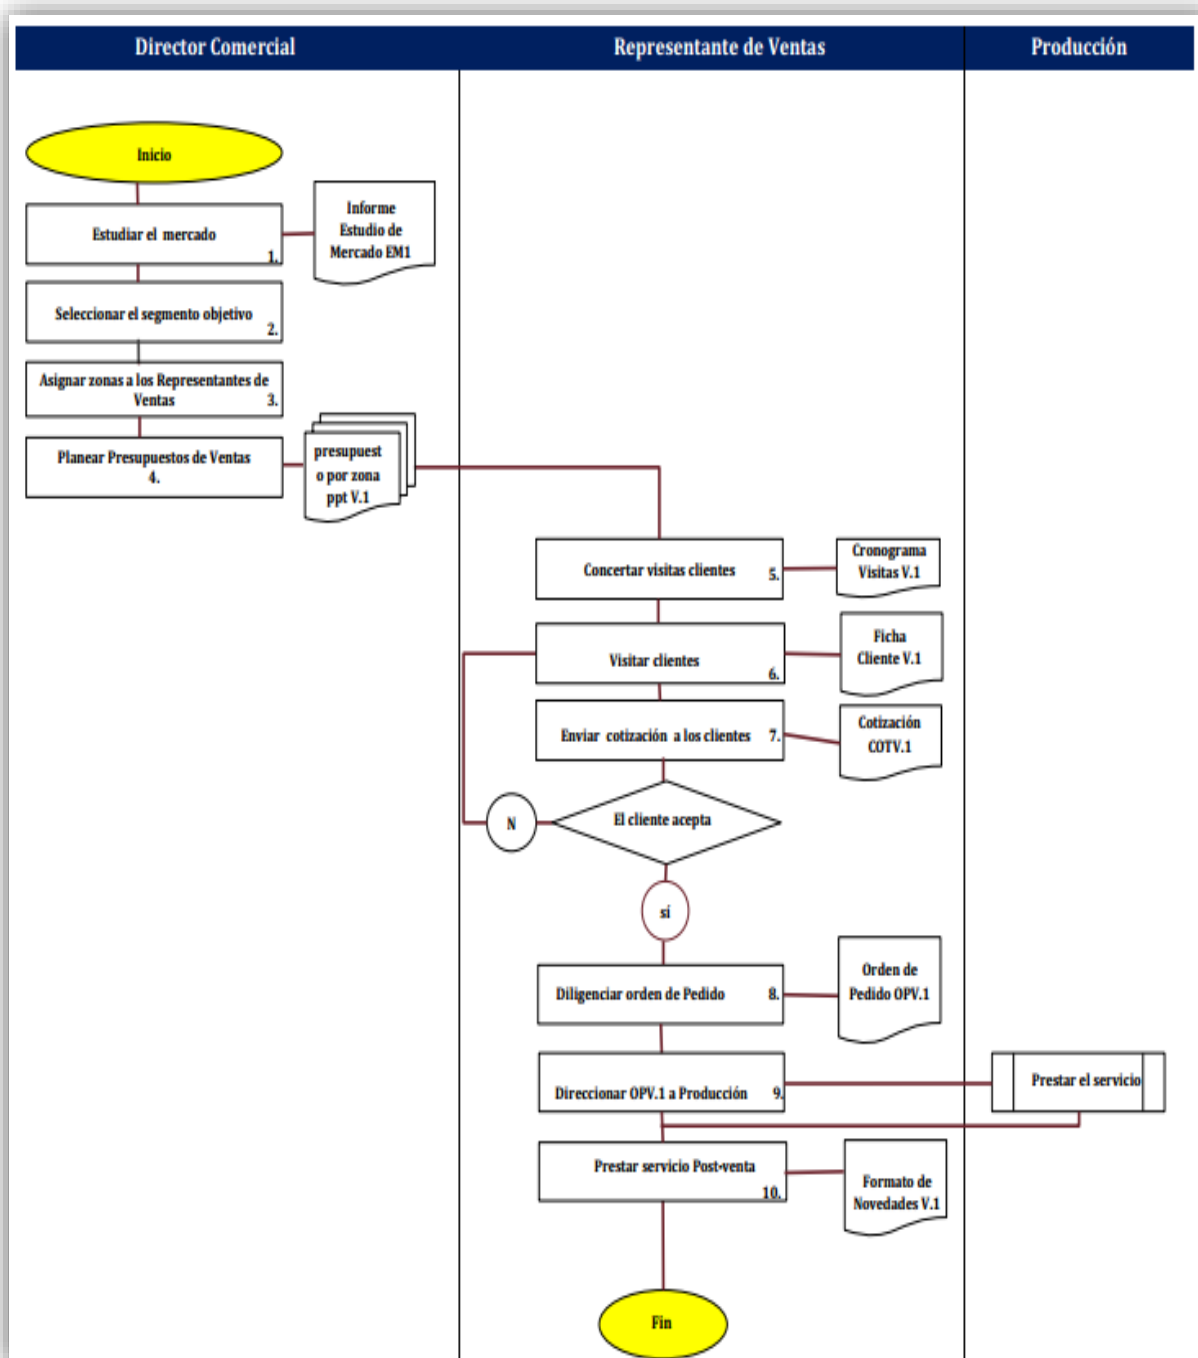 Director Comercial
Representante de Ventas
Producción
Inicio
Estudiar el mercado
1.
Informe
Estudio de
Mercado EM1
Seleccionar el segmento objetivo
2.
Asignar zonas a los Representantes de
Ventas
3.
Planear Presupuestos de Ventas
4.
presupuest
o por zona
ppt V.1
Concertar visitas clientes
5.
Cronograma
Visitas V.1
Visitar clientes
6.
Ficha
Cliente V.1
Enviar cotización a los clientes
7.
Cotización
COTV.1
El cliente acepta
N
sí
Diligenciar orden de Pedido
8.
Orden de
Pedido OPV.1
Direccionar OPV.1 a Producción
9.
Prestar el servicio
Prestar servicio Post-venta
10.
Formato de
Novedades V.1
Fin